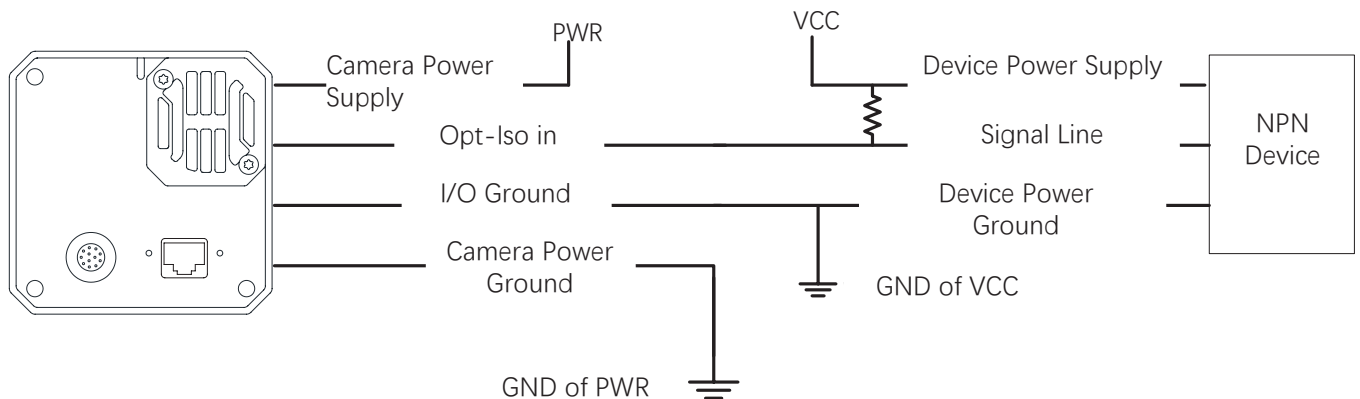 PWR
VCC
Camera Power
Supply
Device Power Supply
Opt-Iso in
Signal Line
NPN
Device
I/O Ground
Device Power
Ground
Camera Power
Ground
GND of VCC
GND of PWR